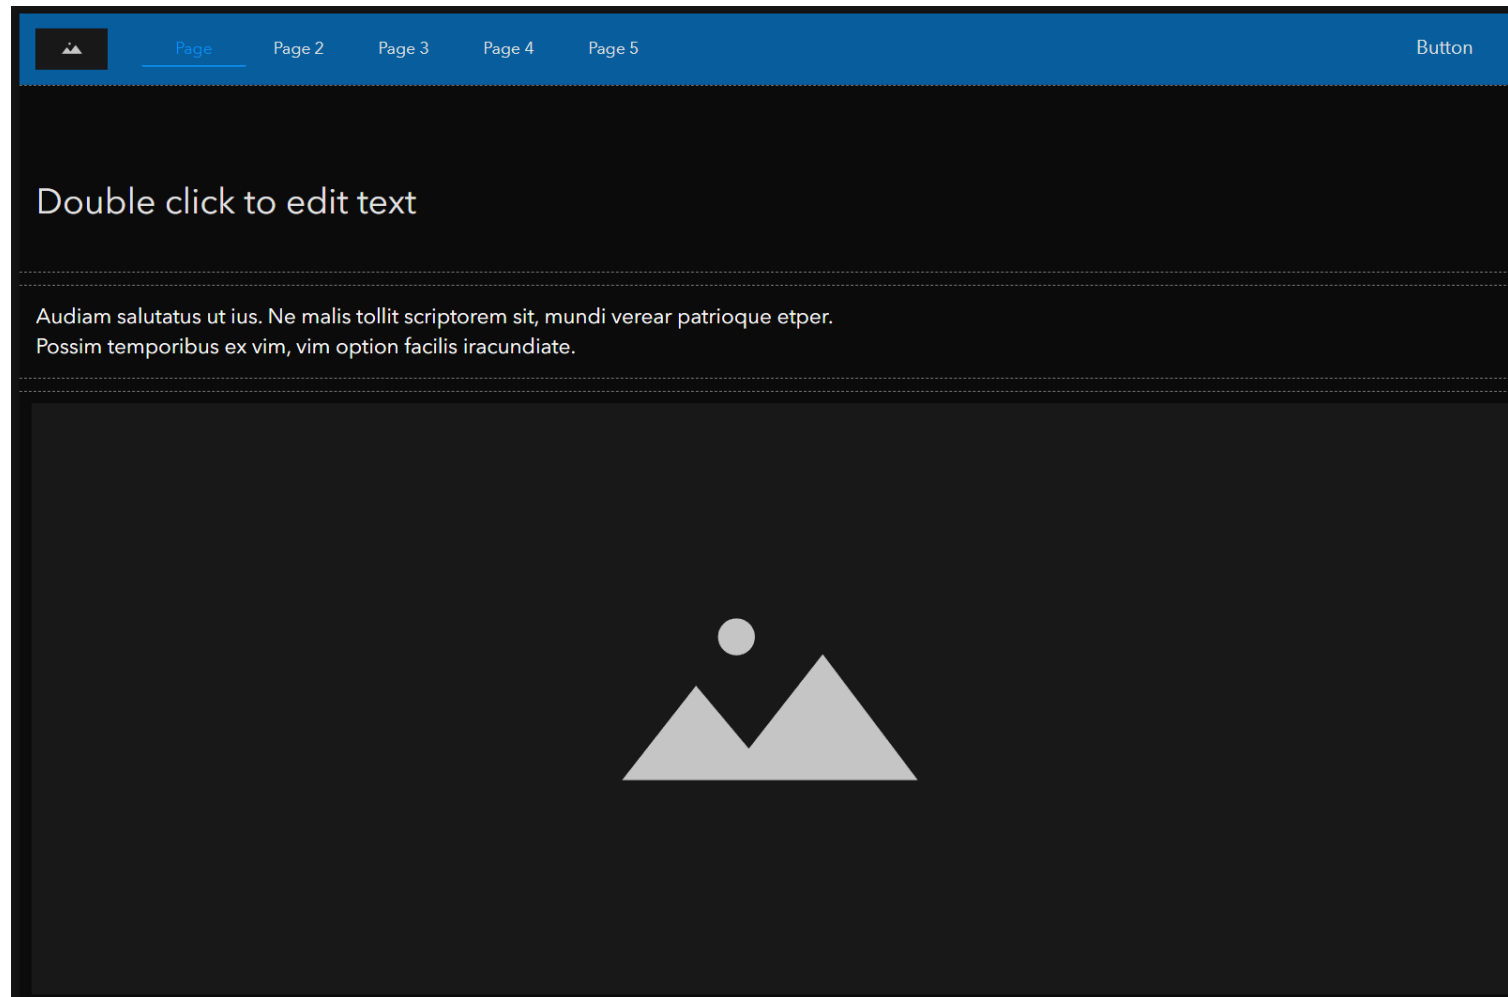 Page Page 2 Page 3 Page 4 Page 5 Button
Double click to edit text
Audiam salutatus ut ius. Ne malis tollit scriptorem sit, mundi verear patrioque etper.
Possim temporibus ex vim, vim option facilis iracundiate.